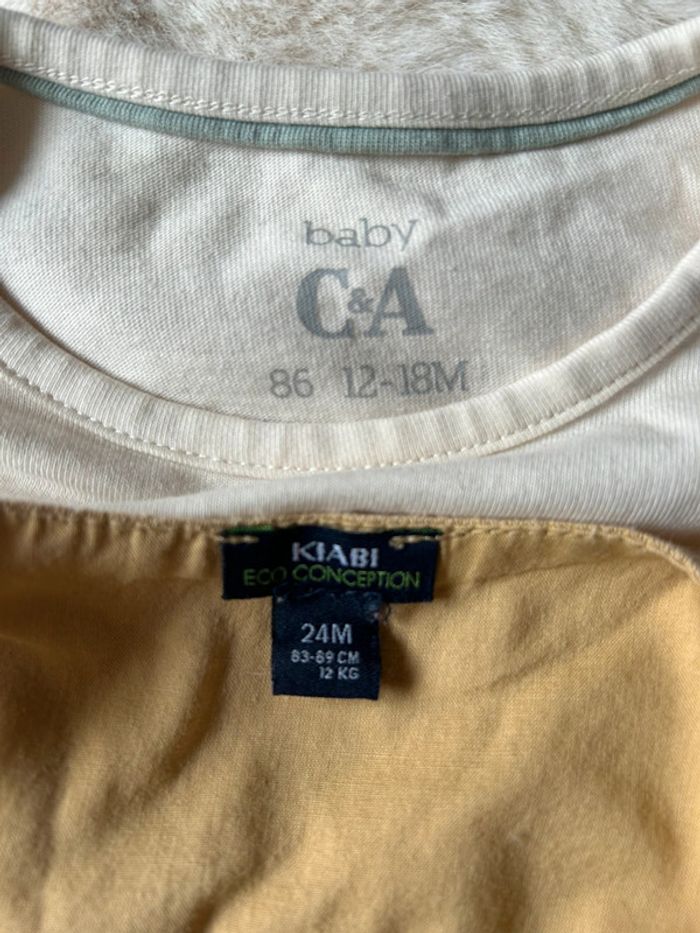 baby
C&A
86 12-18M
KIABI
ECO CONCEPTION
24M
83-89 CM
12 KG